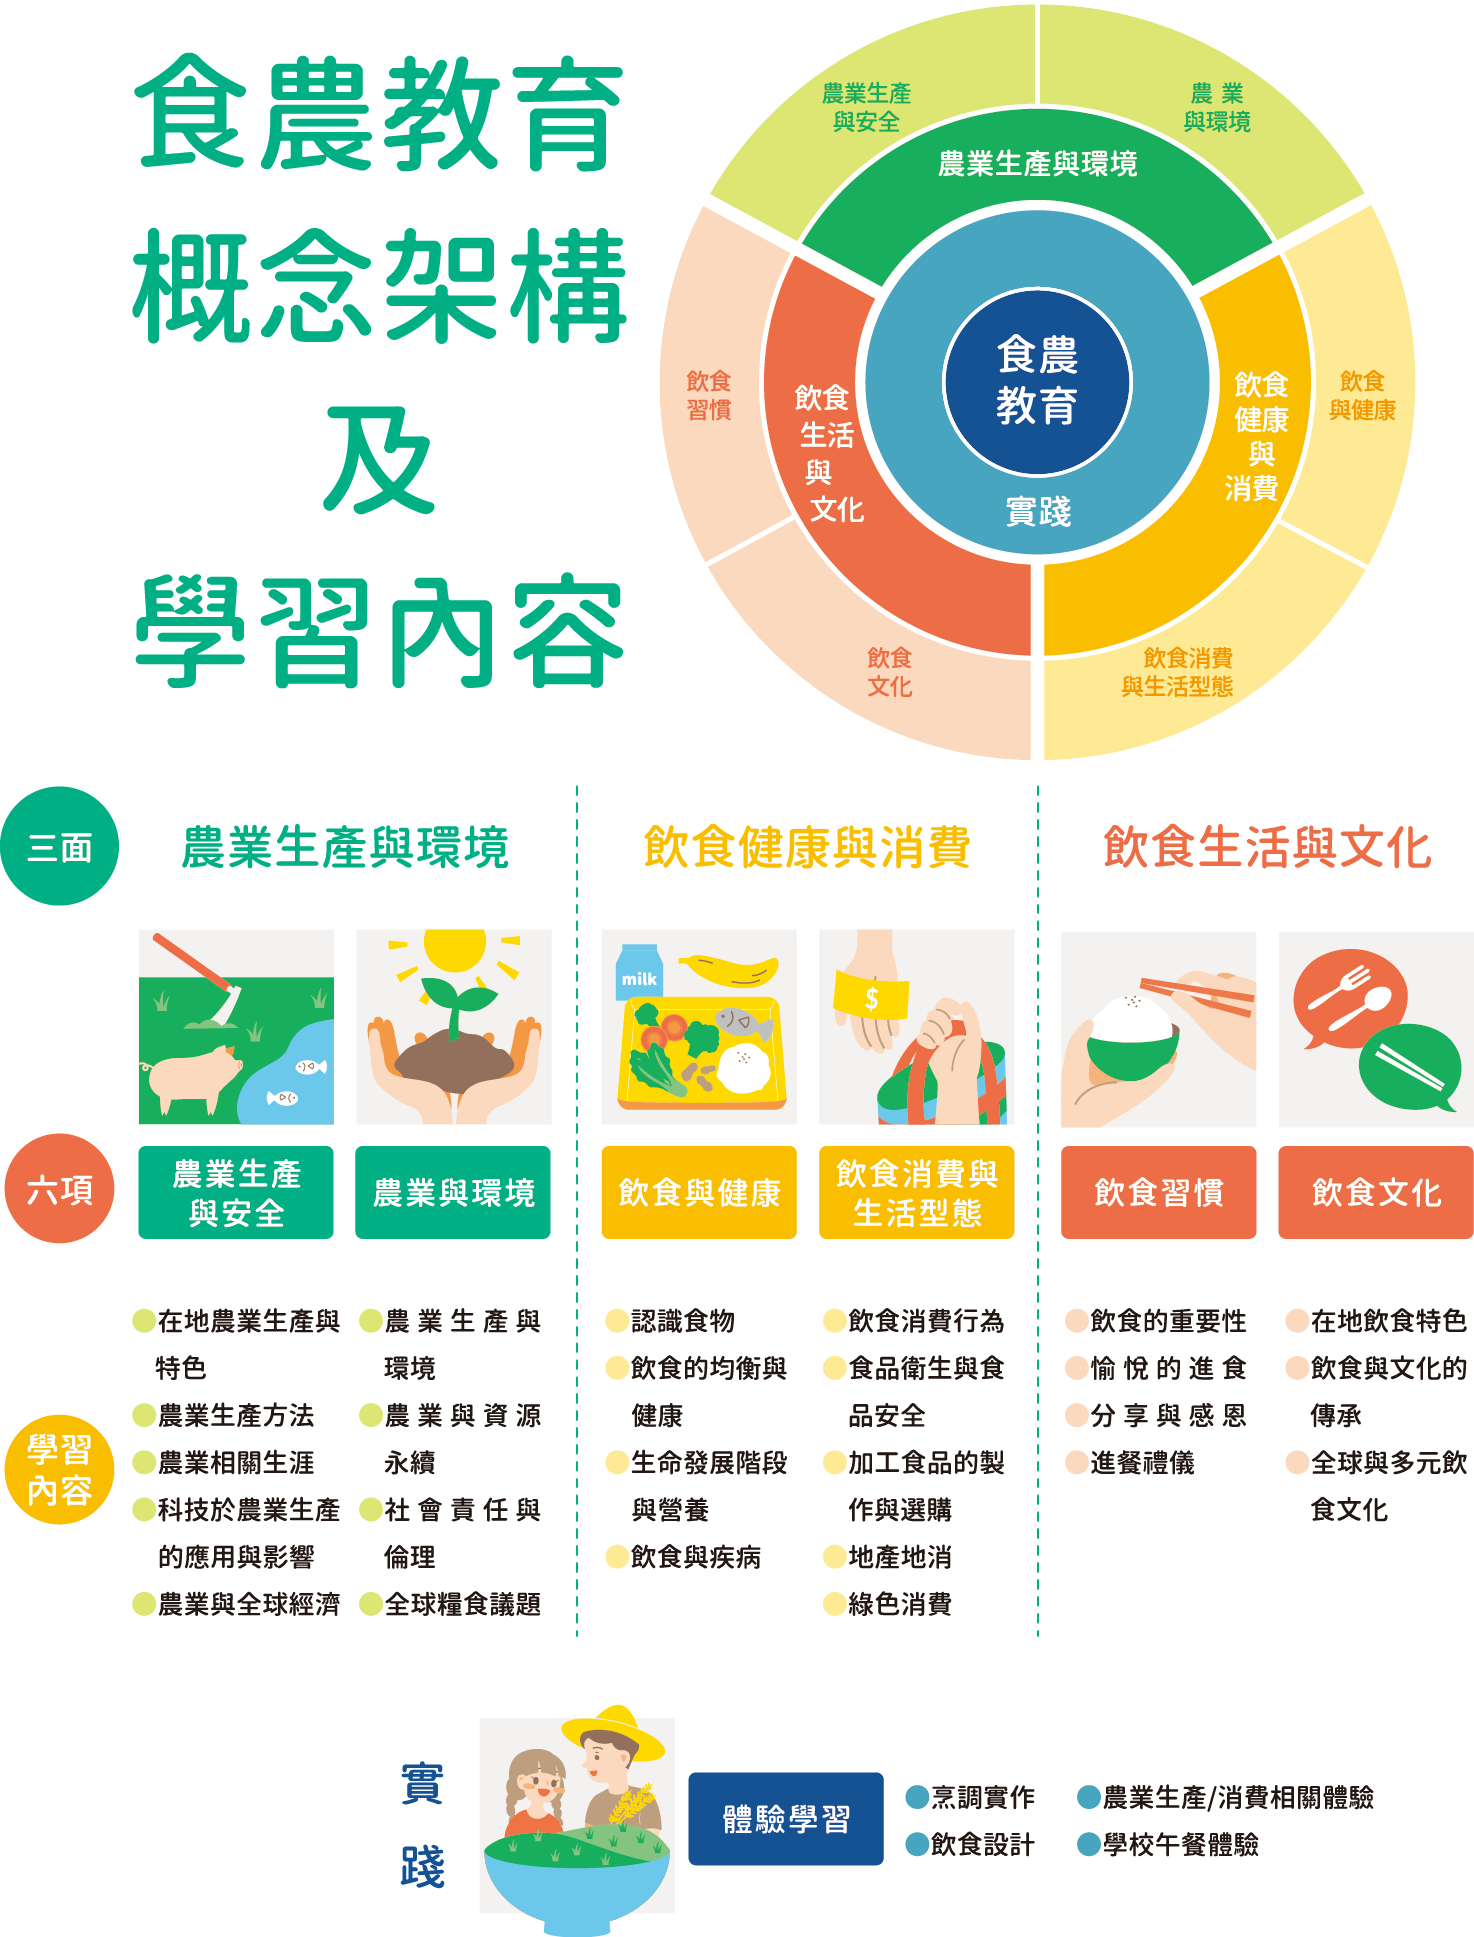 食農教育
概念架構
及
學習內容
農業生產
與安全
農業
與環境
農業生產與環境
飲食
習慣
飲食
生活
與
文化
食農
教育
實踐
飲食
健康
與
消費
飲食
與健康
飲食
文化
飲食消費
與生活型態
三面
農業生產與環境
飲食健康與消費
飲食生活與文化
milk
$
六項
農業生產
與安全
農業與環境
飲食與健康
飲食消費與
生活型態
飲食習慣
飲食文化
學習
內容
●在地農業生產與
特色
●農業生產方法
●農業相關生涯
●科技於農業生產
的應用與影響
●農業與全球經濟
●農業生產與
環境
●農業與資源
永續
●社會責任與
倫理
●全球糧食議題
●認識食物
●飲食的均衡與
健康
●生命發展階段
與營養
●飲食與疾病
●飲食消費行為
●食品衛生與食
品安全
●加工食品的製
作與選購
●地產地消
●綠色消費
●飲食的重要性
●愉悅的進食
●分享與感恩
●進餐禮儀
●在地飲食特色
●飲食與文化的
傳承
●全球與多元飲
食文化
實
踐
體驗學習
●烹調實作
●飲食設計
●農業生產/消費相關體驗
●學校午餐體驗